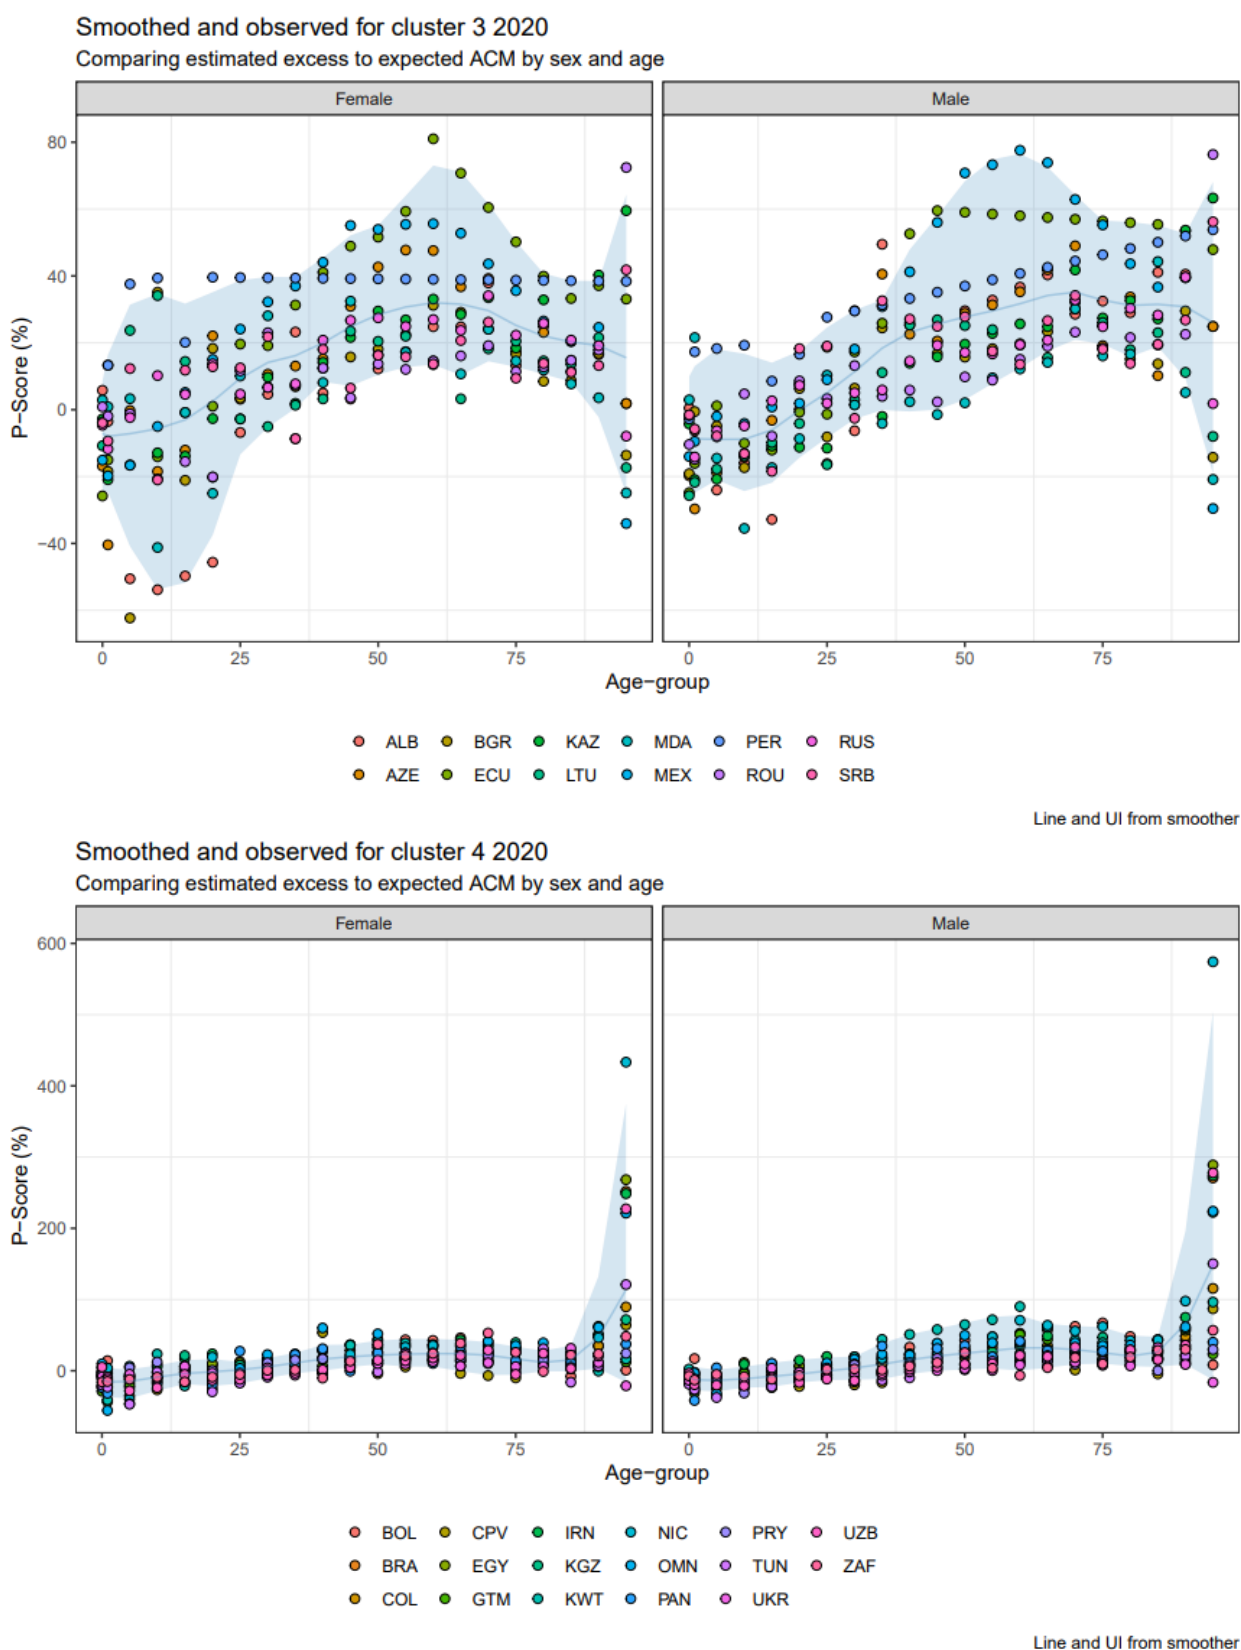 Smoothed and observed for cluster 3 2020
Comparing estimated excess to expected ACM by sex and age
Female Male
80
40
0
−40
P−Score (%)
0 25 50 75 0 25 50 75
Age−group
ALB BGR KAZ MDA PER RUS
AZE ECU LTU MEX ROU SRB
Line and UI from smoother
Smoothed and observed for cluster 4 2020
Comparing estimated excess to expected ACM by sex and age
Female Male
600
400
200
0
P−Score (%)
0 25 50 75 0 25 50 75
Age−group
BOL CPV IRN NIC PRY UZB
BRA EGY KGZ OMN TUN ZAF
COL GTM KWT PAN UKR
Line and UI from smoother